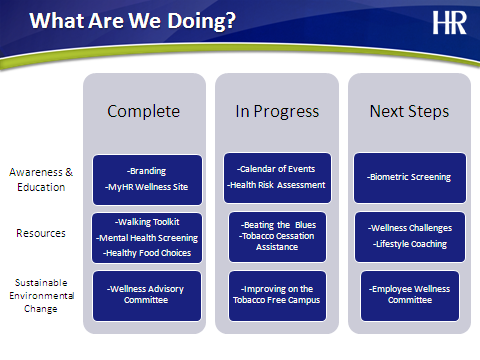 What Are We Doing?
HR
Complete
In Progress
Next Steps
Awareness &
Education
-Branding
-MyHR Wellness Site
-Calendar of Events
-Health Risk Assessment
-Biometric Screening
Resources
-Walking Toolkit
-Mental Health Screening
-Healthy Food Choices
-Beating the Blues
-Tobacco Cessation
Assistance
-Wellness Challenges
-Lifestyle Coaching
Sustainable
Environmental
Change
-Wellness Advisory
Committee
-Improving on the
Tobacco Free Campus
-Employee Wellness
Committee